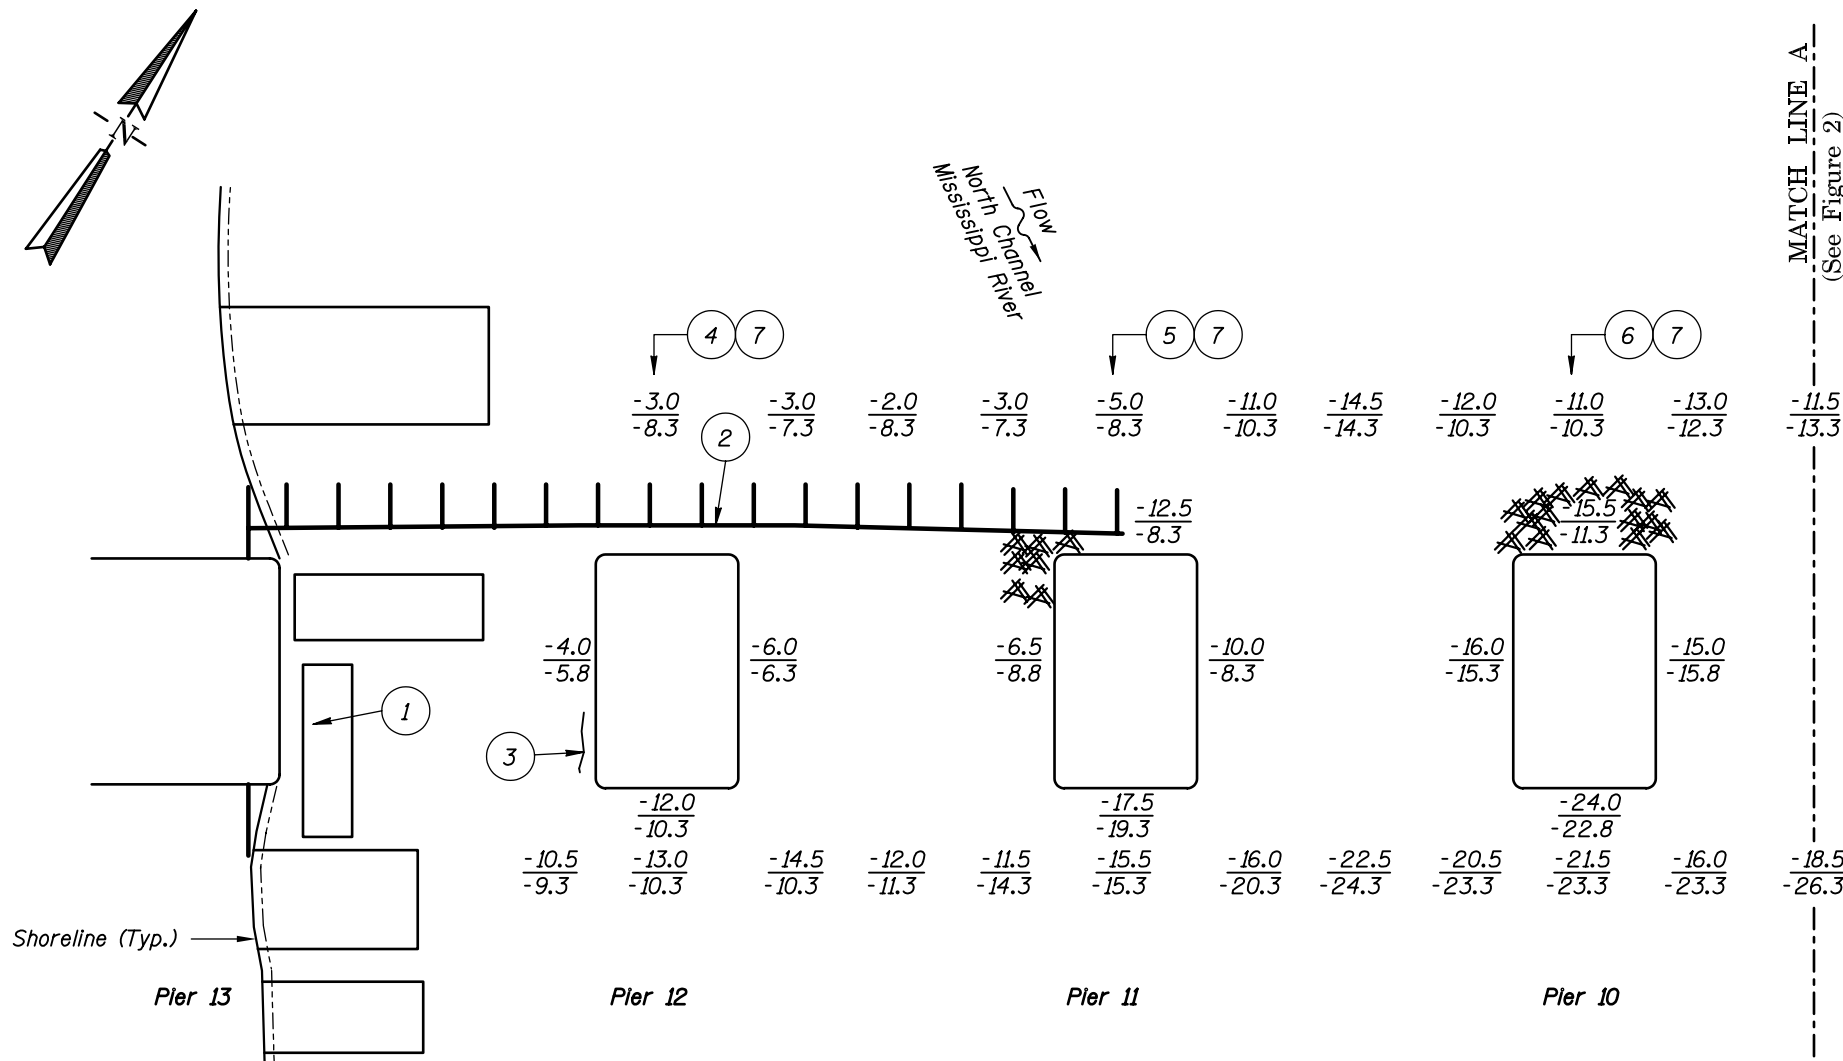 MATCH LINE A
(See Figure 2)
N
Flow
North Channel
Mississippi River
4 7
5 7
6 7
-3.0 -3.0 -2.0 -3.0 -5.0 -11.0 -14.5 -12.0 -11.0 -13.0 -11.5
-8.3 -7.3 -8.3 -7.3 -8.3 -10.3 -14.3 -10.3 -10.3 -12.3 -13.3
2
-12.5 -15.5
-8.3 -11.3
-4.0 -6.0 -6.5 -10.0 -16.0 -15.0
-5.8 -6.3 -8.8 -8.3 -15.3 -15.8
1
3
-12.0 -17.5 -24.0
-10.3 -19.3 -22.8
-10.5 -13.0 -14.5 -12.0 -11.5 -15.5 -16.0 -22.5 -20.5 -21.5 -16.0 -18.5
-9.3 -10.3 -10.3 -11.3 -14.3 -15.3 -20.3 -24.3 -23.3 -23.3 -23.3 -26.3
Shoreline (Typ.)
Pier 13 Pier 12 Pier 11 Pier 10